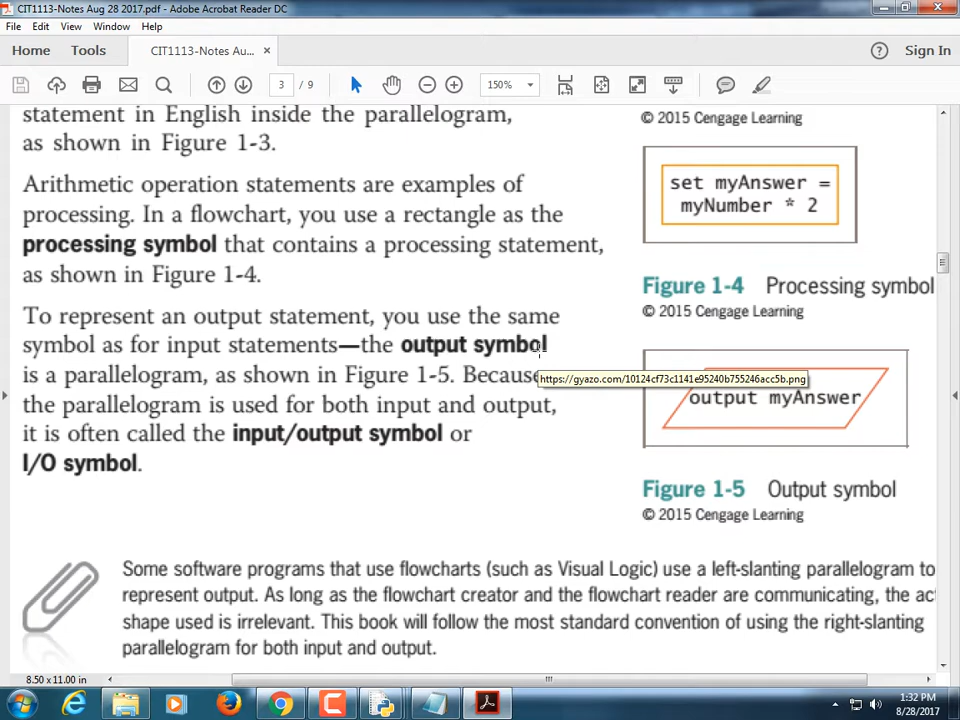 CIT1113-Notes Aug 28 2017.pdf - Adobe Acrobat Reader DC
File Edit View Window Help
Home Tools CIT1113-Notes Au... × Sign In
3 / 9 150%
statement in English inside the parallelogram,
as shown in Figure 1-3.
Arithmetic operation statements are examples of
processing. In a flowchart, you use a rectangle as the
processing symbol that contains a processing statement,
as shown in Figure 1-4.
To represent an output statement, you use the same
symbol as for input statements—the output symbol
is a parallelogram, as shown in Figure 1-5. Because
the parallelogram is used for both input and output,
it is often called the input/output symbol or
I/O symbol.
© 2015 Cengage Learning
set myAnswer =
myNumber * 2
Figure 1-4 Processing symbol
© 2015 Cengage Learning
https://gyazo.com/10124cf73c1141e95240b755246acc5b.png
output myAnswer
Figure 1-5 Output symbol
© 2015 Cengage Learning
Some software programs that use flowcharts (such as Visual Logic) use a left-slanting parallelogram to
represent output. As long as the flowchart creator and the flowchart reader are communicating, the ac
shape used is irrelevant. This book will follow the most standard convention of using the right-slanting
parallelogram for both input and output.
8.50 x 11.00 in
1:32 PM
8/28/2017